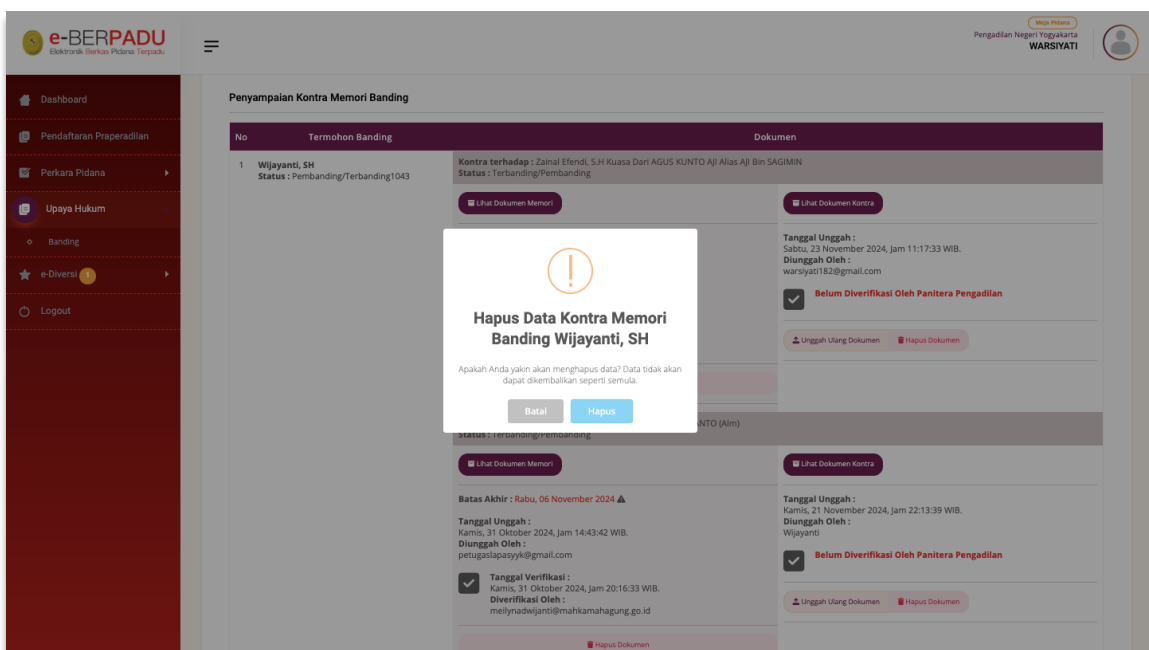 e-BERPADU
Elektronik Berkas Pidana Terpadu
Meja Pidana
Pengadilan Negeri Yogyakarta
WARSIYATI
Dashboard
Pendaftaran Praperadilan
Perkara Pidana
Upaya Hukum
Banding
e-Diversi 1
Logout
Penyampaian Kontra Memori Banding
No Termohon Banding Dokumen
1 Wijayanti, SH
Status : Pembanding/Terbanding1043
Kontra terhadap : Zainal Efendi, S.H Kuasa Dari AGUS KUNTO AJI Alias AJI Bin SAGIMIN
Status : Terbanding/Pembanding
Lihat Dokumen Memori
Lihat Dokumen Kontra
Tanggal Unggah :
Sabtu, 23 November 2024, Jam 11:17:33 WIB.
Diunggah Oleh :
warsiyati182@gmail.com
Belum Diverifikasi Oleh Panitera Pengadilan
Unggah Ulang Dokumen Hapus Dokumen
Hapus Data Kontra Memori
Banding Wijayanti, SH
Apakah Anda yakin akan menghapus data? Data tidak akan
dapat dikembalikan seperti semula.
Batal Hapus
NTO (Alm)
Status : Terbanding/Pembanding
Lihat Dokumen Memori
Batas Akhir : Rabu, 06 November 2024
Tanggal Unggah :
Kamis, 31 Oktober 2024, Jam 14:43:42 WIB.
Diunggah Oleh :
petugaslapasyyk@gmail.com
Tanggal Verifikasi :
Kamis, 31 Oktober 2024, Jam 20:16:33 WIB.
Diverifikasi Oleh :
meilynadwijanti@mahkamahagung.go.id
Hapus Dokumen
Lihat Dokumen Kontra
Tanggal Unggah :
Kamis, 21 November 2024, Jam 22:13:39 WIB.
Diunggah Oleh :
Wijayanti
Belum Diverifikasi Oleh Panitera Pengadilan
Unggah Ulang Dokumen Hapus Dokumen